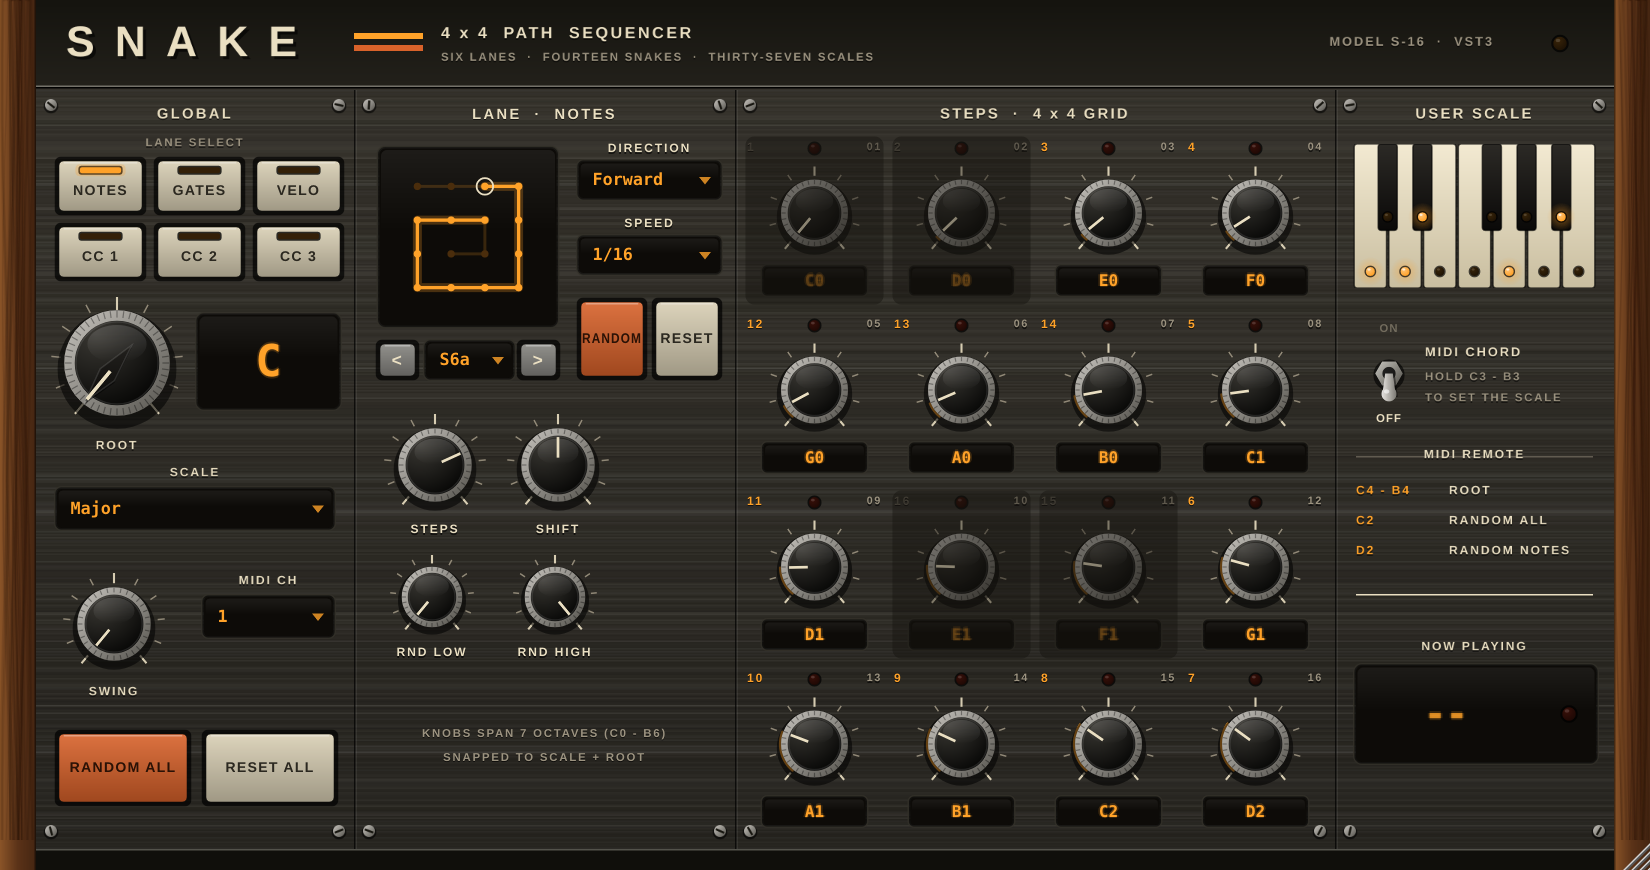 SNAKE
4 x 4 PATH SEQUENCER
SIX LANES · FOURTEEN SNAKES · THIRTY-SEVEN SCALES
MODEL S-16 · VST3
GLOBAL
LANE SELECT
NOTES GATES VELO
CC 1 CC 2 CC 3
C
ROOT
SCALE
Major
MIDI CH
1
SWING
RANDOM ALL RESET ALL
LANE · NOTES
DIRECTION
Forward
SPEED
1/16
RANDOM RESET
< S6a >
STEPS SHIFT
RND LOW RND HIGH
KNOBS SPAN 7 OCTAVES (C0 - B6)
SNAPPED TO SCALE + ROOT
STEPS · 4 x 4 GRID
1 01 2 02 3 03 4 04
C0 D0 E0 F0
12 05 13 06 14 07 5 08
G0 A0 B0 C1
11 09 16 10 15 11 6 12
D1 E1 F1 G1
10 13 9 14 8 15 7 16
A1 B1 C2 D2
USER SCALE
ON
MIDI CHORD
HOLD C3 - B3
TO SET THE SCALE
OFF
MIDI REMOTE
C4 - B4 ROOT
C2 RANDOM ALL
D2 RANDOM NOTES
NOW PLAYING
--